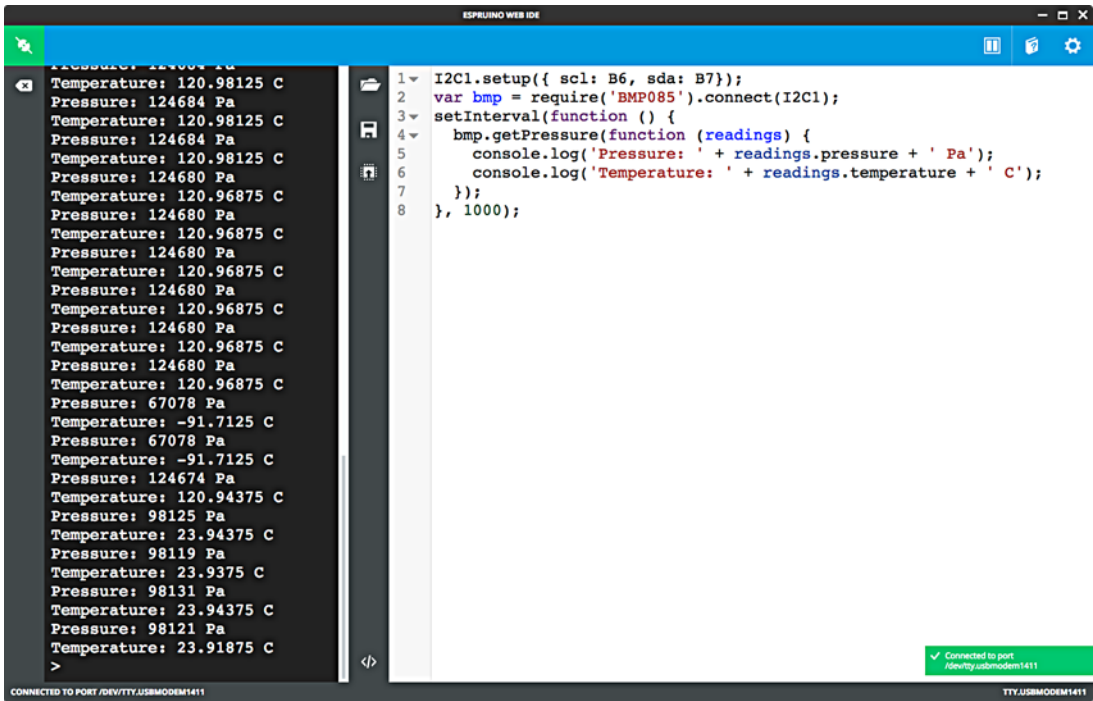 ESPRUINO WEB IDE
Temperature: 120.98125 C
Pressure: 124684 Pa
Temperature: 120.98125 C
Pressure: 124684 Pa
Temperature: 120.98125 C
Pressure: 124680 Pa
Temperature: 120.96875 C
Pressure: 124680 Pa
Temperature: 120.96875 C
Pressure: 124680 Pa
Temperature: 120.96875 C
Pressure: 124680 Pa
Temperature: 120.96875 C
Pressure: 124680 Pa
Temperature: 120.96875 C
Pressure: 124680 Pa
Temperature: 120.96875 C
Pressure: 67078 Pa
Temperature: -91.7125 C
Pressure: 67078 Pa
Temperature: -91.7125 C
Pressure: 124674 Pa
Temperature: 120.94375 C
Pressure: 98125 Pa
Temperature: 23.94375 C
Pressure: 98119 Pa
Temperature: 23.9375 C
Pressure: 98131 Pa
Temperature: 23.94375 C
Pressure: 98121 Pa
Temperature: 23.91875 C
>
1 I2C1.setup({ scl: B6, sda: B7});
2 var bmp = require('BMP085').connect(I2C1);
3 setInterval(function () {
4 bmp.getPressure(function (readings) {
5 console.log('Pressure: ' + readings.pressure + ' Pa');
6 console.log('Temperature: ' + readings.temperature + ' C');
7 });
8 }, 1000);
Connected to port
/dev/tty.usbmodem1411
CONNECTED TO PORT /DEV/TTY.USBMODEM1411
TTY.USBMODEM1411